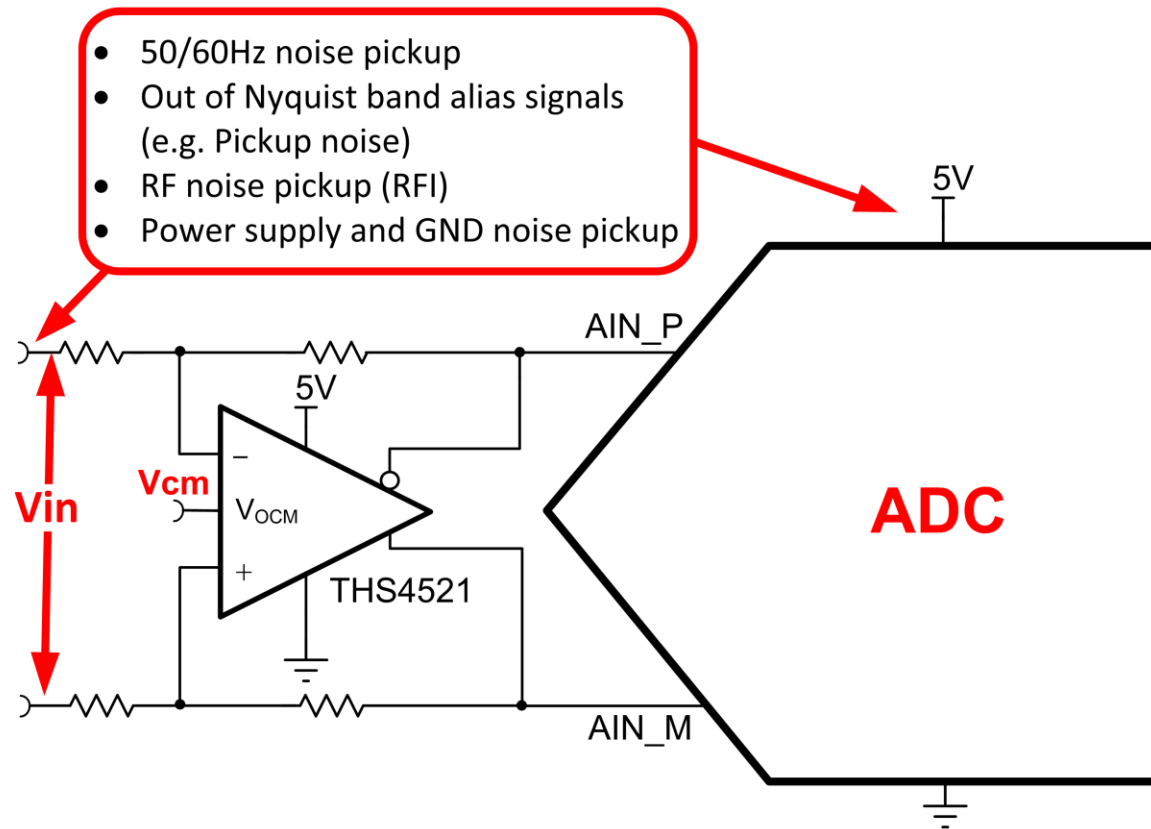 • 50/60Hz noise pickup
• Out of Nyquist band alias signals
(e.g. Pickup noise)
• RF noise pickup (RFI)
• Power supply and GND noise pickup
5V
AIN_P
5V
−
Vcm
VOCM
Vin
ADC
+
THS4521
AIN_M